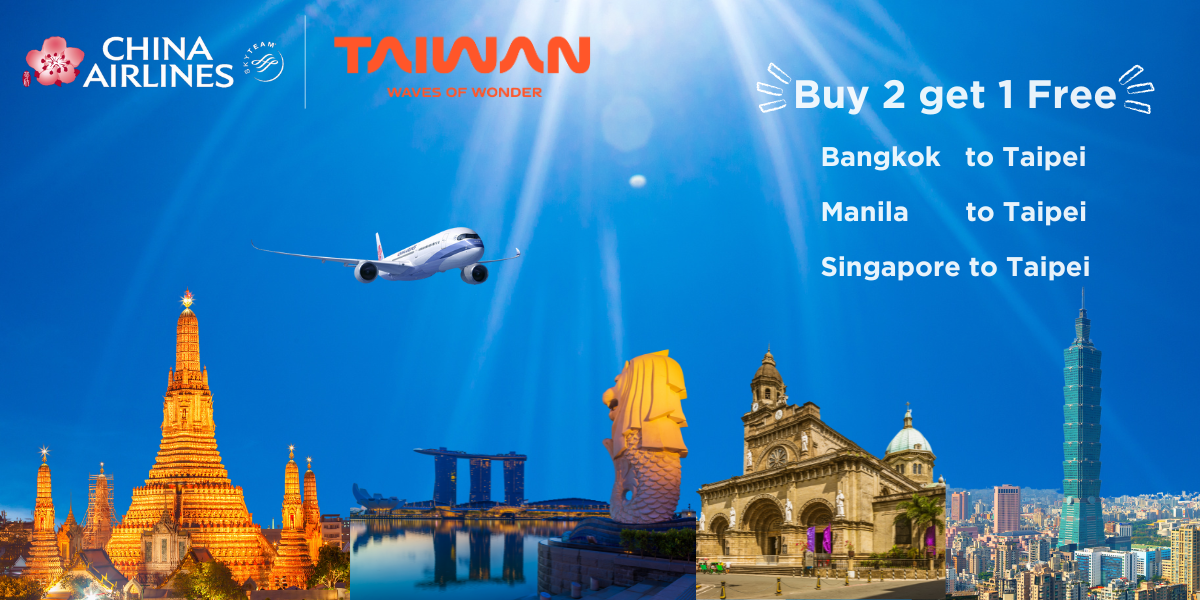 CHINA
AIRLINES
SKYTEAM
TAIWAN
WAVES OF WONDER
Buy 2 get 1 Free
Bangkok to Taipei
Manila to Taipei
Singapore to Taipei